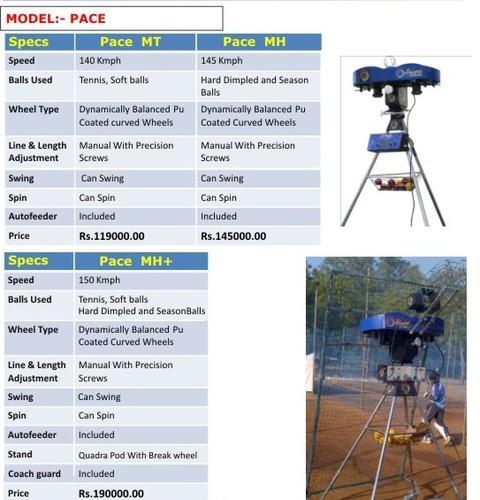 MODEL:- PACE
Specs Pace MT Pace MH
Speed 140 Kmph 145 Kmph
Balls Used Tennis, Soft balls Hard Dimpled and Season
Balls
Wheel Type Dynamically Balanced Pu Dynamically Balanced Pu
Coated curved Wheels Coated Curved Wheels
Line & Length Manual With Precision Manual With Precision
Adjustment Screws Screws
Swing Can Swing Can Swing
Spin Can Spin Can Spin
Autofeeder Included Included
Price Rs.119000.00 Rs.145000.00
Specs Pace MH+
Speed 150 Kmph
Balls Used Tennis, Soft balls
Hard Dimpled and SeasonBalls
Wheel Type Dynamically Balanced Pu
Coated Curved Wheels
Line & Length Manual With Precision
Adjustment Screws
Swing Can Swing
Spin Can Spin
Autofeeder Included
Stand Quadra Pod With Break wheel
Coach guard Included
Price Rs.190000.00